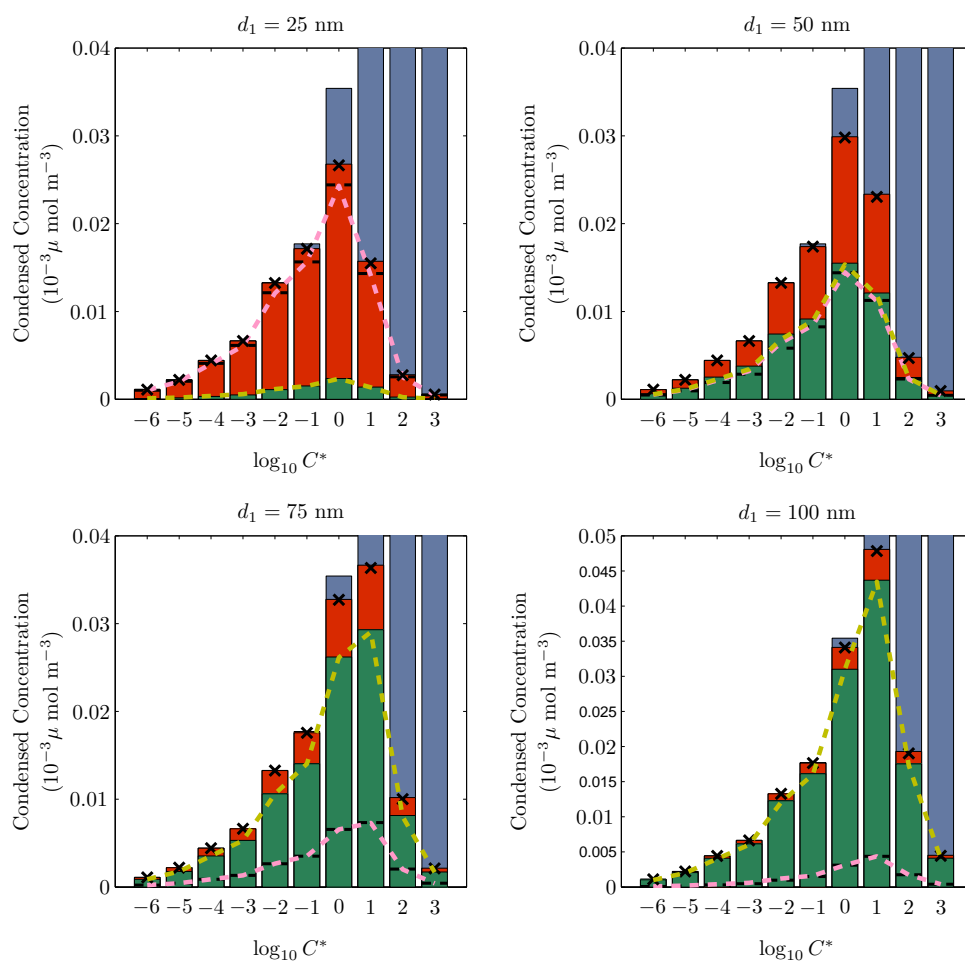 d₁ = 25 nm
Condensed Concentration
(10⁻³μ mol m⁻³)
0.04
0.03
0.02
0.01
0
−6 −5 −4 −3 −2 −1 0 1 2 3
log₁₀ C*
d₁ = 50 nm
Condensed Concentration
(10⁻³μ mol m⁻³)
0.04
0.03
0.02
0.01
0
−6 −5 −4 −3 −2 −1 0 1 2 3
log₁₀ C*
d₁ = 75 nm
Condensed Concentration
(10⁻³μ mol m⁻³)
0.04
0.03
0.02
0.01
0
−6 −5 −4 −3 −2 −1 0 1 2 3
log₁₀ C*
d₁ = 100 nm
Condensed Concentration
(10⁻³μ mol m⁻³)
0.05
0.045
0.04
0.035
0.03
0.025
0.02
0.015
0.01
0.005
0
−6 −5 −4 −3 −2 −1 0 1 2 3
log₁₀ C*